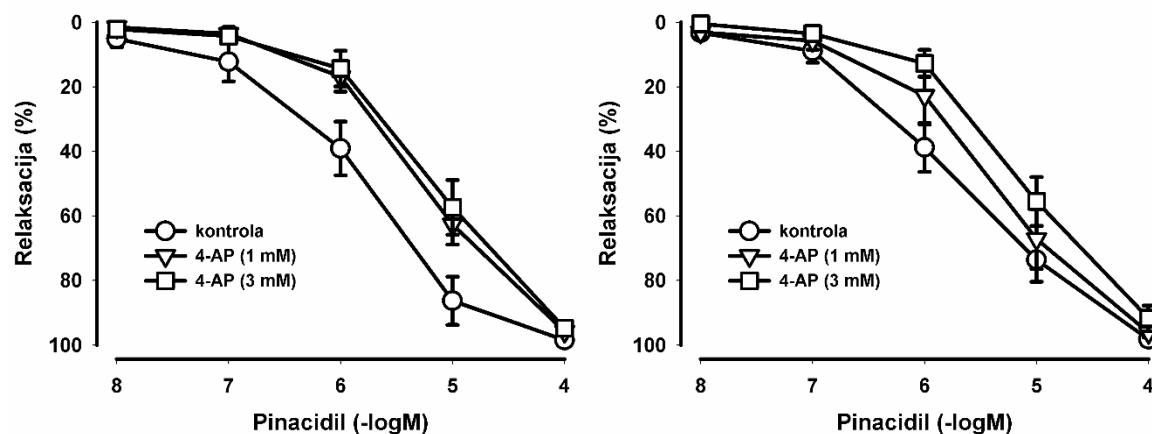 0
20
40
60
80
100
Relaksacija (%)
kontrola
4-AP (1 mM)
4-AP (3 mM)
8 7 6 5 4
Pinacidil (-logM)
0
20
40
60
80
100
Relaksacija (%)
kontrola
4-AP (1 mM)
4-AP (3 mM)
8 7 6 5 4
Pinacidil (-logM)